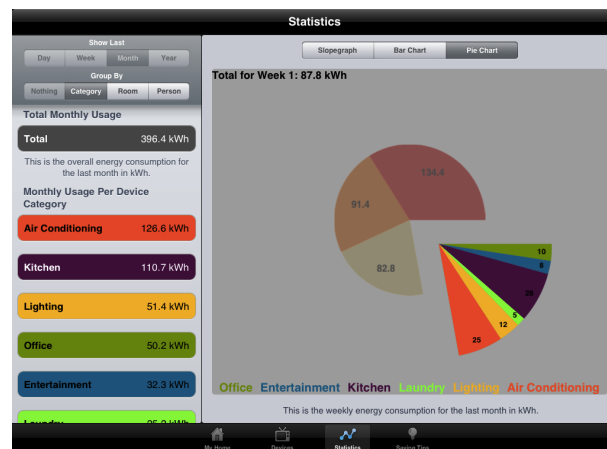 Statistics
Show Last
Day Week Month Year
Group By
Nothing Category Room Person
Total Monthly Usage
Total 396.4 kWh
This is the overall energy consumption for
the last month in kWh.
Monthly Usage Per Device
Category
Air Conditioning 126.6 kWh
Kitchen 110.7 kWh
Lighting 51.4 kWh
Office 50.2 kWh
Entertainment 32.3 kWh
Slopegraph Bar Chart Pie Chart
Total for Week 1: 87.8 kWh
134.4
91.4
82.8
10
8
5
12
25
Office Entertainment Kitchen Laundry Lighting Air Conditioning
This is the weekly energy consumption for the last month in kWh.
My Home Devices Statistics Saving Tips